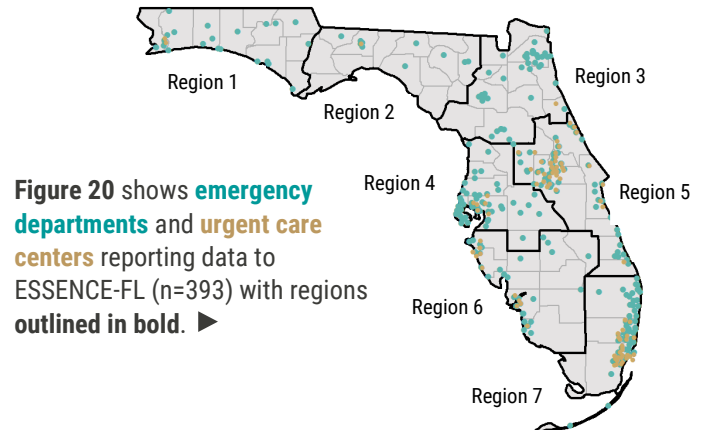 Region 1
Region 2
Region 3
Region 4
Region 5
Region 6
Region 7
Figure 20 shows emergency
departments and urgent care
centers reporting data to
ESSENCE-FL (n=393) with regions
outlined in bold. ►